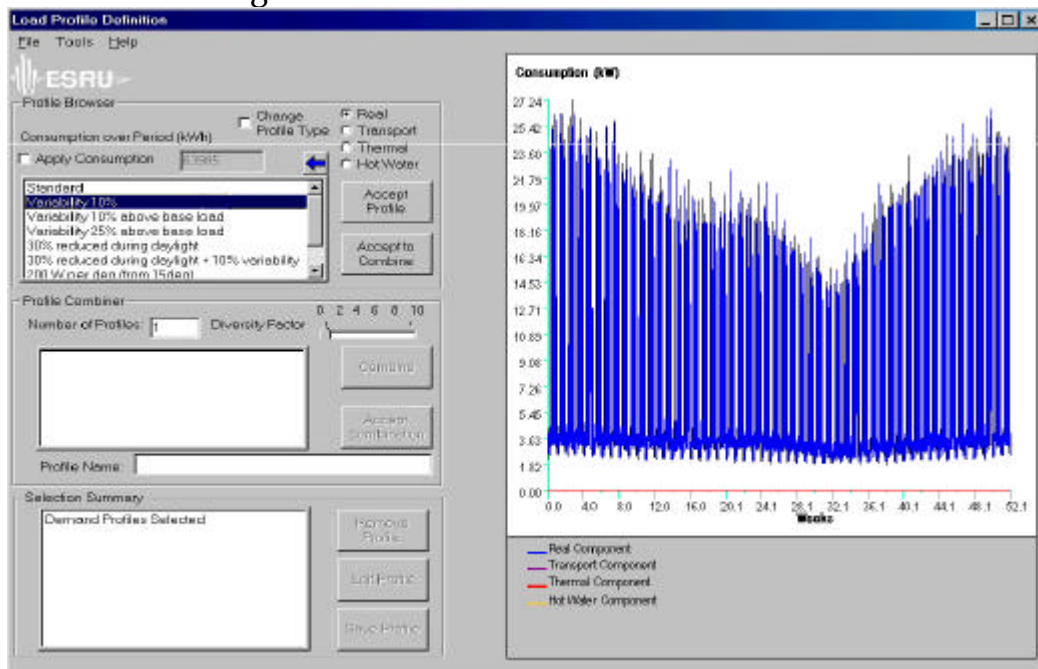 Load Profile Definition
File Tools Help
ESRU
Profile Browser
Change Profile Type
Real
Transport
Thermal
Hot Water
Consumption over Period (kWh)
Apply Consumption
Standard
Variability 10%
Variability 10% above base load
Variability 25% above base load
30% reduced during daylight
30% reduced during daylight + 10% variability
200 W per den (from 15den)
Accept Profile
Accept to Combine
Profile Combiner
Number of Profiles: 1
Diversity Factor
0 2 4 6 8 10
Combine
Accept Combination
Profile Name:
Selection Summary
Demand Profiles Selected
Remove Profile
Edit Profile
Save Profile
Consumption (kW)
27.24
25.42
23.60
21.79
19.97
18.16
16.34
14.53
12.71
10.89
9.08
7.26
5.45
3.63
1.82
0.00
0.0 4.0 8.0 12.0 16.0 20.1 24.1 28.1 32.1 36.1 40.1 44.1 48.1 52.1
Weeks
Real Component
Transport Component
Thermal Component
Hot Water Component